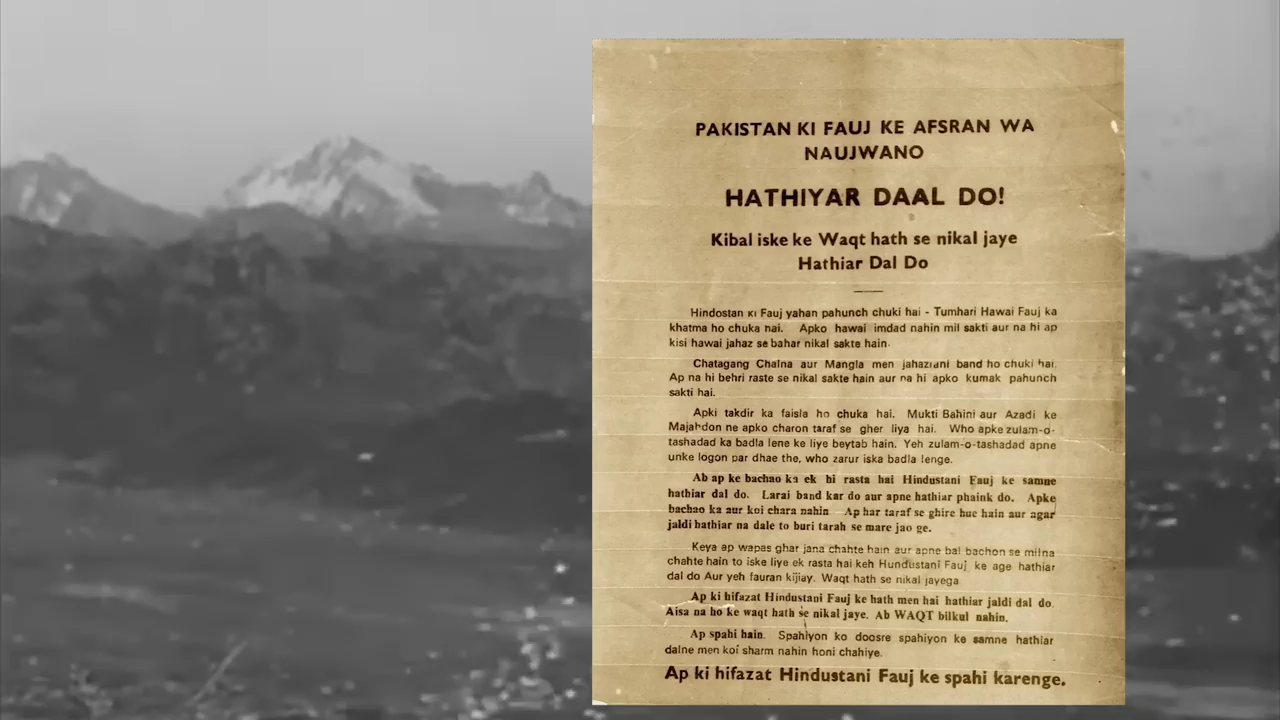 PAKISTAN KI FAUJ KE AFSRAN WA
NAUJWANO
HATHIYAR DAAL DO!
Kibal iske ke Waqt hath se nikal jaye
Hathiar Dal Do
Hindostan KI Fauj yahan pahunch chuki hai - Tumhari Hawai Fauj ka
khatma ho chuka hai. Apko hawai imdad nahin mil sakti aur na hi ap
kisi hawai jahaz se bahar nikal sakte hain.
Chatagang Chalna aur Mangla men jahazrani band ho chuki hai.
Ap na hi behri raste se nikal sakte hain aur na hi apko kumak pahunch
sakti hai.
Apki takdir ka faisla ho chuka hai. Mukti Bahini aur Azadi ke
Majahdon ne apko charon taraf se gher liya hai. Who apke zulam-o-
tashadad ka badla lene ke liye beytab hain. Yeh zulam-o-tashadad apne
unke logon par dhae the, who zarur iska badla lenge.
Ab ap ke bachao ka ek hi rasta hai Hindustani Fauj ke samne
hathiar dal do. Larai band kar do aur apne hathiar phaink do. Apke
bachao ka aur koi chara nahin Ap har taraf se ghire hue hain aur agar
jaldi hathiar na dale to buri tarah se mare jao ge.
Keya ap wapas ghar jana chahte hain aur apne bal bachon se milna
chahte hain to iske liye ek rasta hai keh Hundustani Fauj ke age hathiar
dal do Aur yeh fauran kijiay. Waqt hath se nikal jayega
Ap ki hifazat Hindustani Fauj ke hath men hai hathiar jaldi dal do.
Aisa na ho ke waqt hath se nikal jaye. Ab WAQT bilkul nahin.
Ap spahi hain. Spahiyon ko doosre spahiyon ke samne hathiar
dalne men koi sharm nahin honi chahiye.
Ap ki hifazat Hindustani Fauj ke spahi karenge.